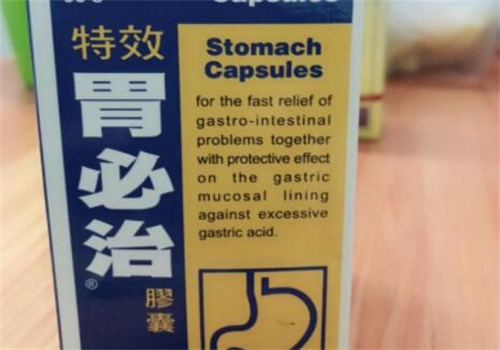 Capsules
特效
胃必治®
膠囊
Stomach
Capsules
for the fast relief of
gastro-intestinal
problems together
with protective effect
on the gastric
mucosal lining
against excessive
gastric acid.